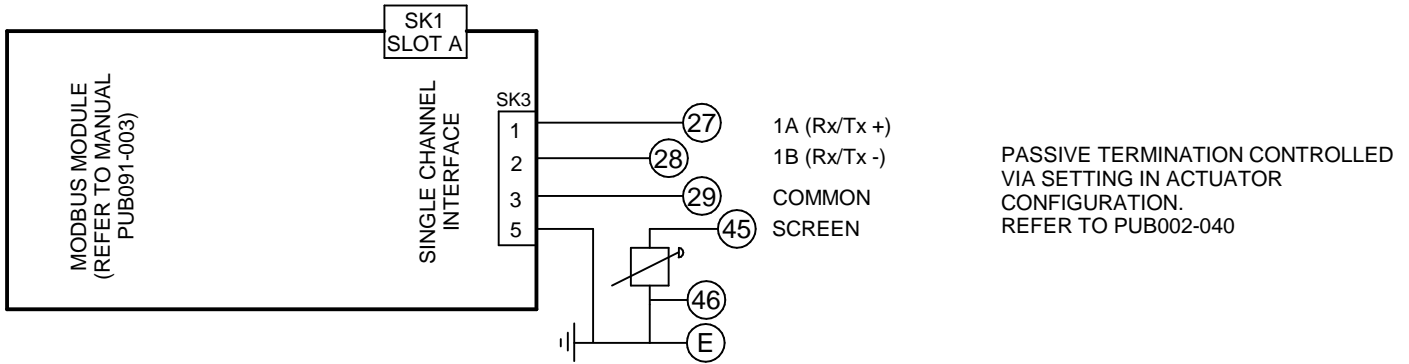 SK1
SLOT A
MODBUS MODULE
(REFER TO MANUAL
PUB091-003)
SINGLE CHANNEL
INTERFACE
SK3
1
2
3
5
27
28
29
45
46
E
1A (Rx/Tx +)
1B (Rx/Tx -)
COMMON
SCREEN
PASSIVE TERMINATION CONTROLLED
VIA SETTING IN ACTUATOR
CONFIGURATION.
REFER TO PUB002-040